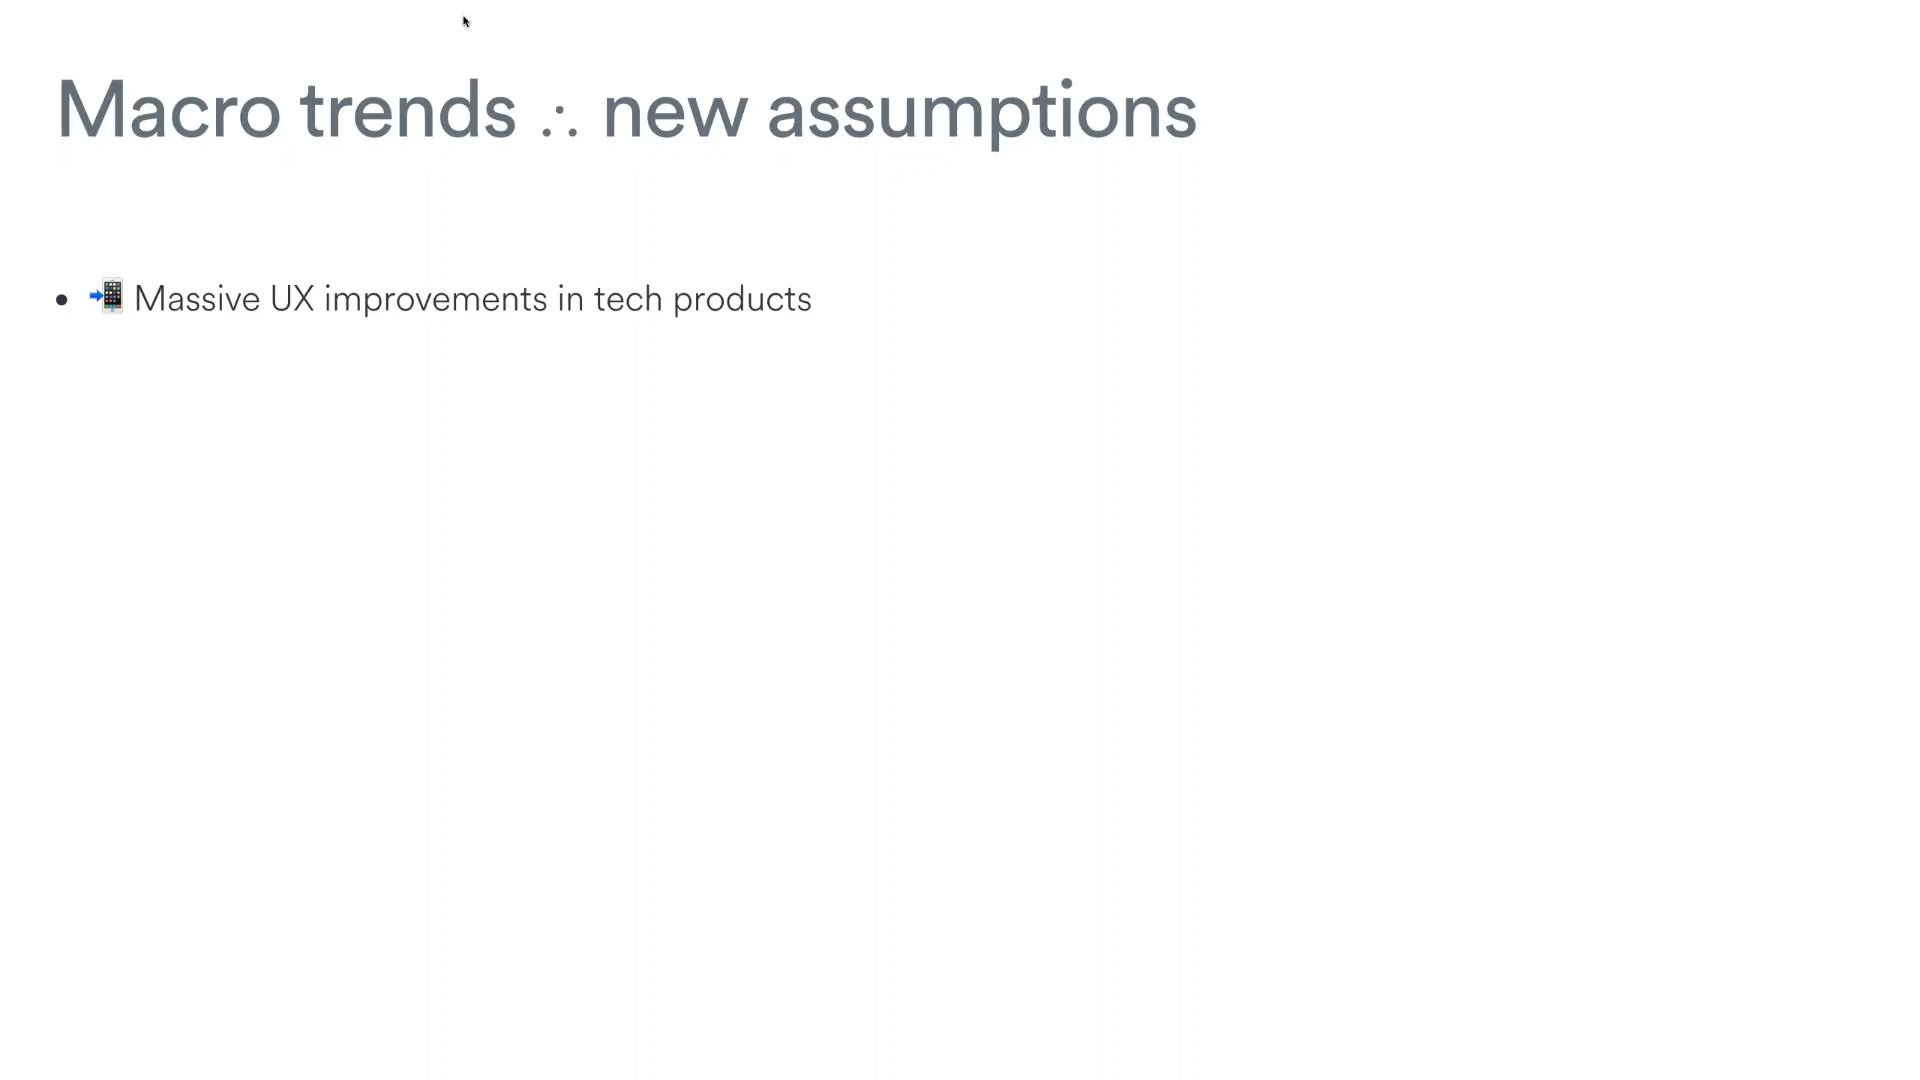 Macro trends ∴ new assumptions
• 📲 Massive UX improvements in tech products